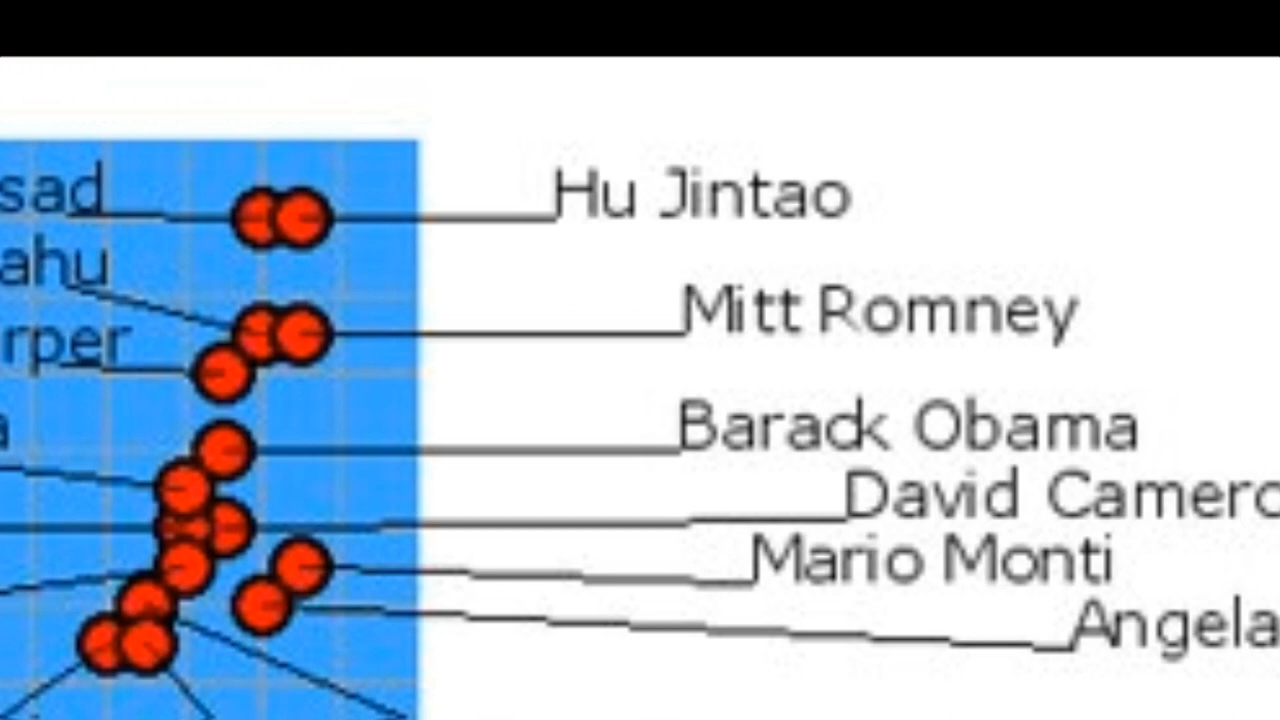 sad
Hu Jintao
ahu
Mitt Romney
rper
Barack Obama
a
David Camero
Mario Monti
Angela